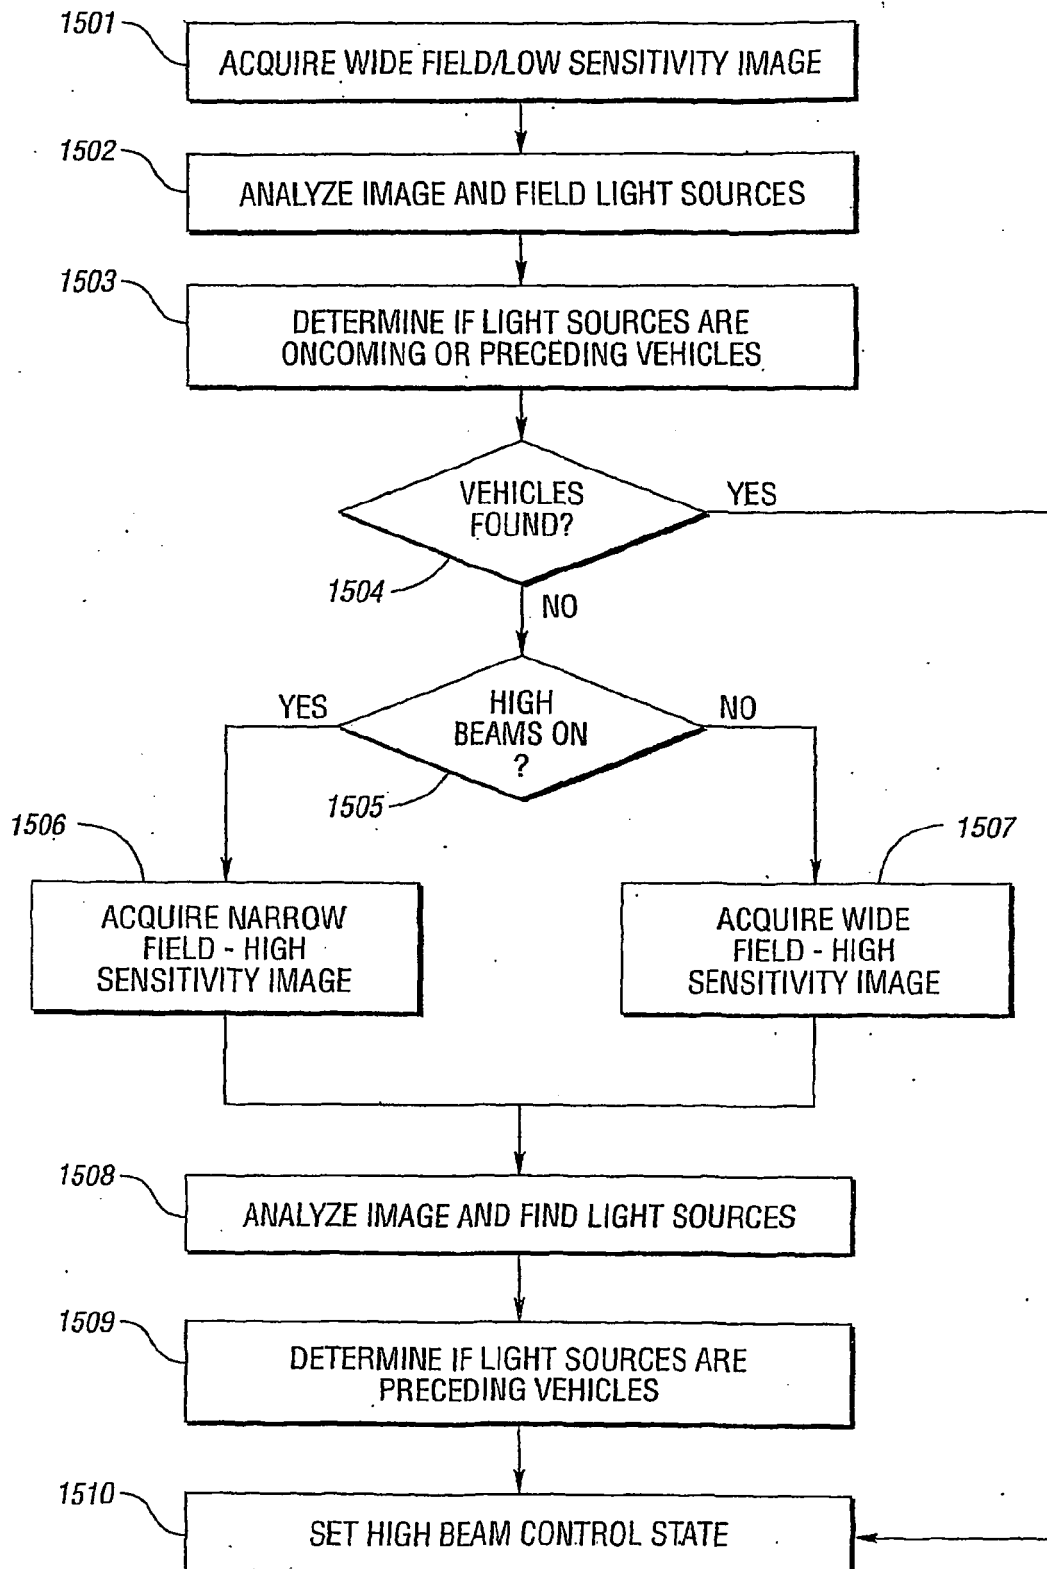 1501
ACQUIRE WIDE FIELD/LOW SENSITIVITY IMAGE
1502
ANALYZE IMAGE AND FIELD LIGHT SOURCES
1503
DETERMINE IF LIGHT SOURCES ARE
ONCOMING OR PRECEDING VEHICLES
VEHICLES
FOUND?
YES
1504
NO
HIGH
BEAMS ON
?
YES
NO
1505
1506
1507
ACQUIRE NARROW
FIELD - HIGH
SENSITIVITY IMAGE
ACQUIRE WIDE
FIELD - HIGH
SENSITIVITY IMAGE
1508
ANALYZE IMAGE AND FIND LIGHT SOURCES
1509
DETERMINE IF LIGHT SOURCES ARE
PRECEDING VEHICLES
1510
SET HIGH BEAM CONTROL STATE